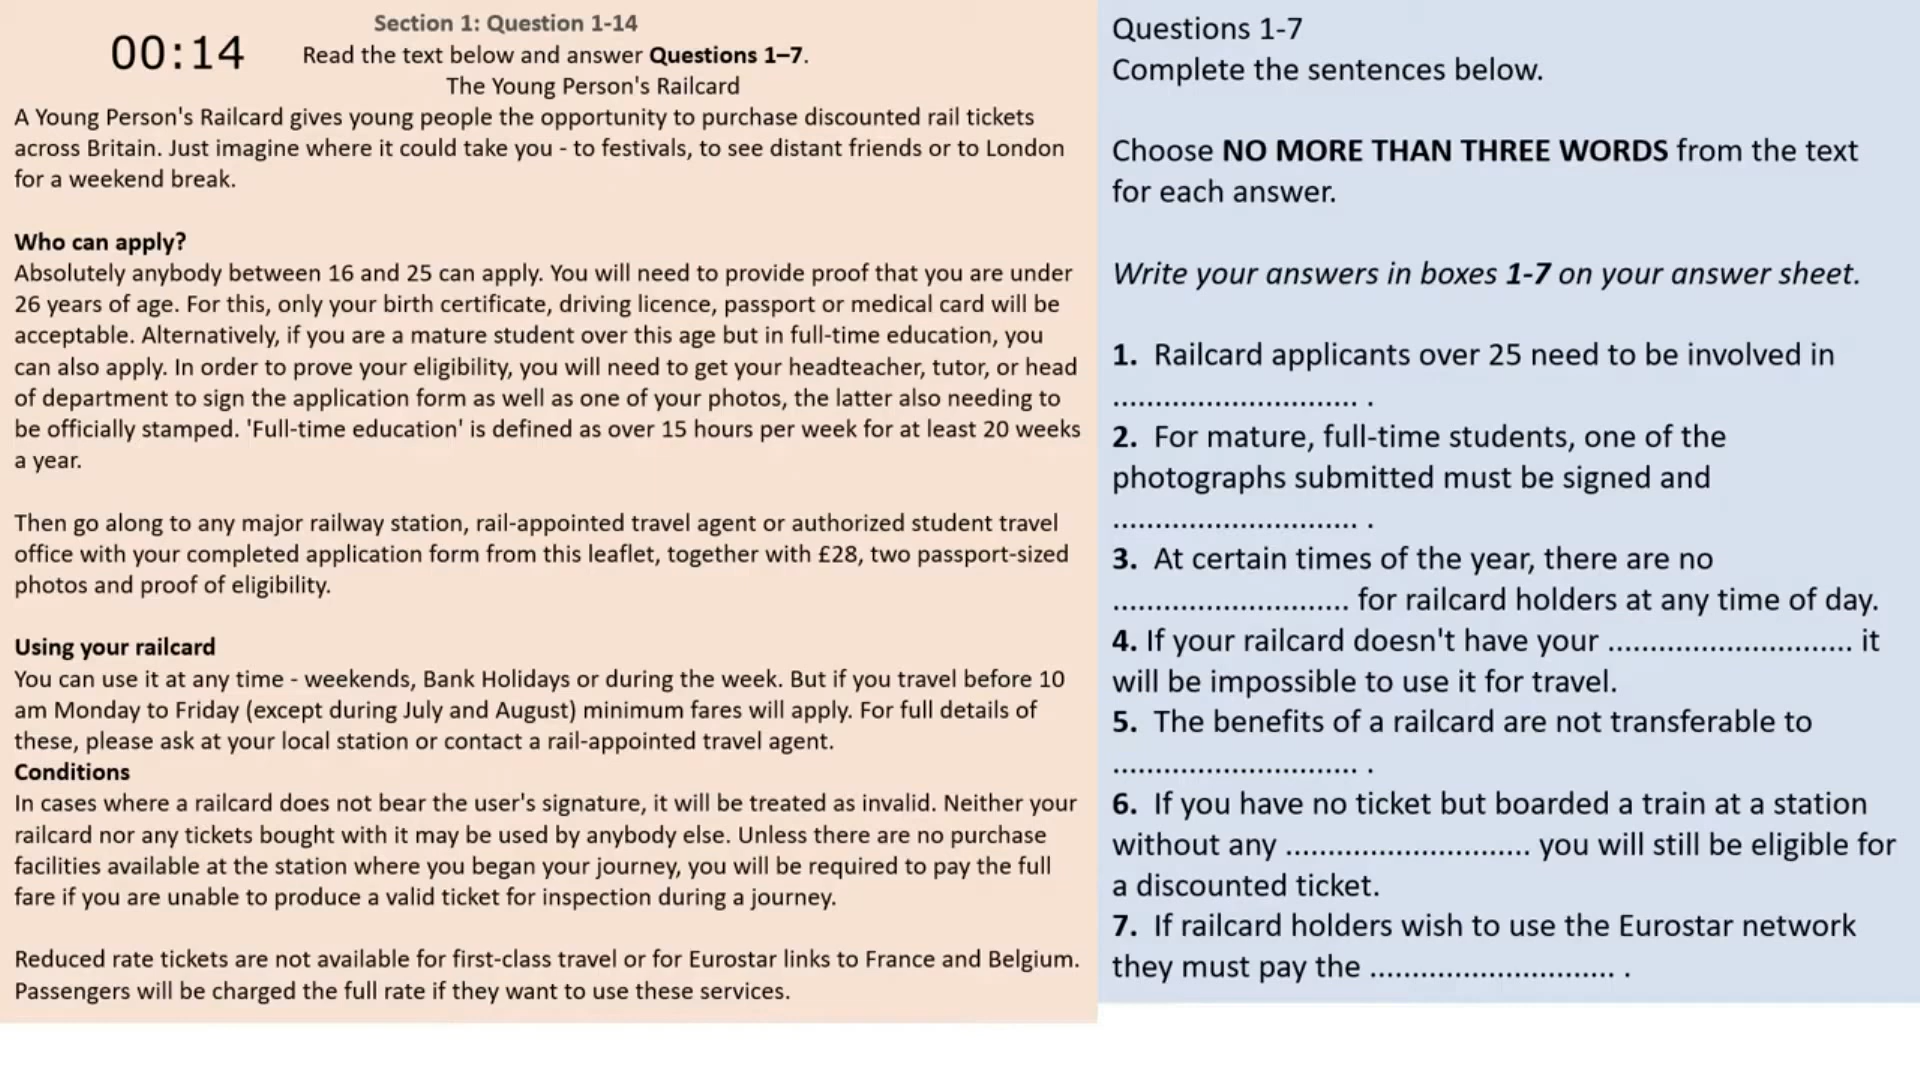 Section 1: Question 1-14
00:14
Read the text below and answer Questions 1–7.
The Young Person's Railcard
A Young Person's Railcard gives young people the opportunity to purchase discounted rail tickets
across Britain. Just imagine where it could take you - to festivals, to see distant friends or to London
for a weekend break.
Who can apply?
Absolutely anybody between 16 and 25 can apply. You will need to provide proof that you are under
26 years of age. For this, only your birth certificate, driving licence, passport or medical card will be
acceptable. Alternatively, if you are a mature student over this age but in full-time education, you
can also apply. In order to prove your eligibility, you will need to get your headteacher, tutor, or head
of department to sign the application form as well as one of your photos, the latter also needing to
be officially stamped. 'Full-time education' is defined as over 15 hours per week for at least 20 weeks
a year.
Then go along to any major railway station, rail-appointed travel agent or authorized student travel
office with your completed application form from this leaflet, together with £28, two passport-sized
photos and proof of eligibility.
Using your railcard
You can use it at any time - weekends, Bank Holidays or during the week. But if you travel before 10
am Monday to Friday (except during July and August) minimum fares will apply. For full details of
these, please ask at your local station or contact a rail-appointed travel agent.
Conditions
In cases where a railcard does not bear the user's signature, it will be treated as invalid. Neither your
railcard nor any tickets bought with it may be used by anybody else. Unless there are no purchase
facilities available at the station where you began your journey, you will be required to pay the full
fare if you are unable to produce a valid ticket for inspection during a journey.
Reduced rate tickets are not available for first-class travel or for Eurostar links to France and Belgium.
Passengers will be charged the full rate if they want to use these services.
Questions 1-7
Complete the sentences below.
Choose NO MORE THAN THREE WORDS from the text
for each answer.
Write your answers in boxes 1-7 on your answer sheet.
1. Railcard applicants over 25 need to be involved in
............................. .
2. For mature, full-time students, one of the
photographs submitted must be signed and
............................. .
3. At certain times of the year, there are no
............................ for railcard holders at any time of day.
4. If your railcard doesn't have your ............................. it
will be impossible to use it for travel.
5. The benefits of a railcard are not transferable to
............................. .
6. If you have no ticket but boarded a train at a station
without any ............................. you will still be eligible for
a discounted ticket.
7. If railcard holders wish to use the Eurostar network
they must pay the ............................. .